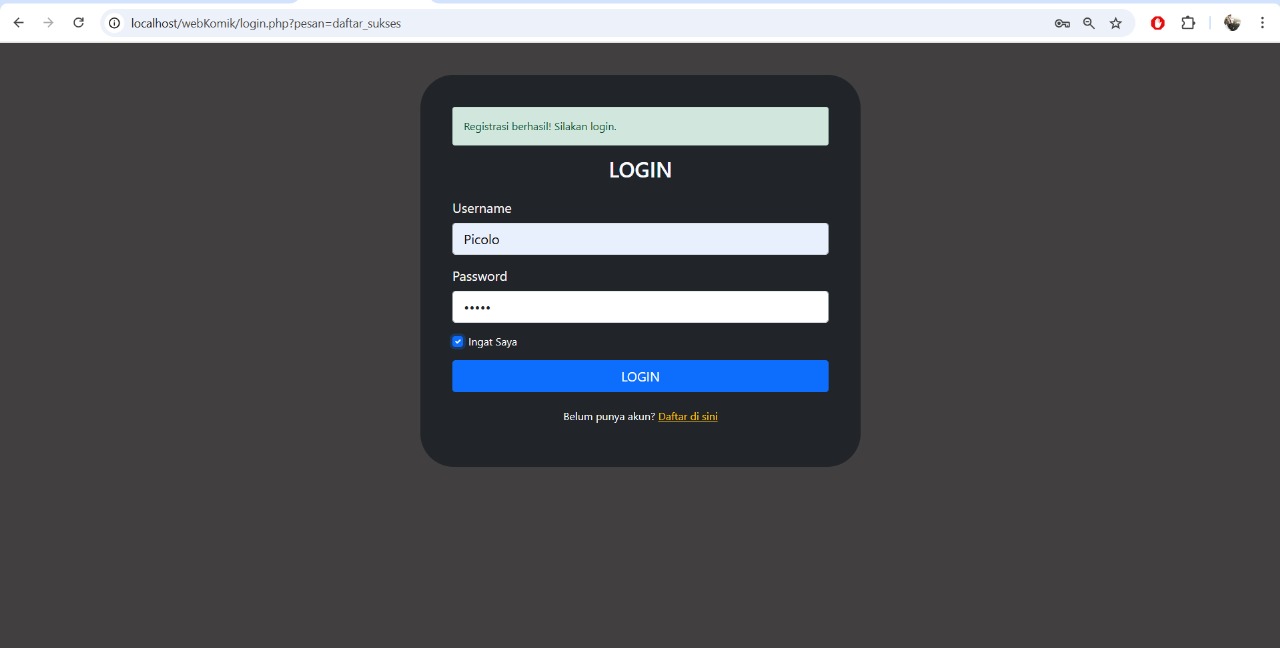 localhost/webKomik/login.php?pesan=daftar_sukses
Registrasi berhasil! Silakan login.
LOGIN
Username
Picolo
Password
•••••
Ingat Saya
LOGIN
Belum punya akun? Daftar di sini